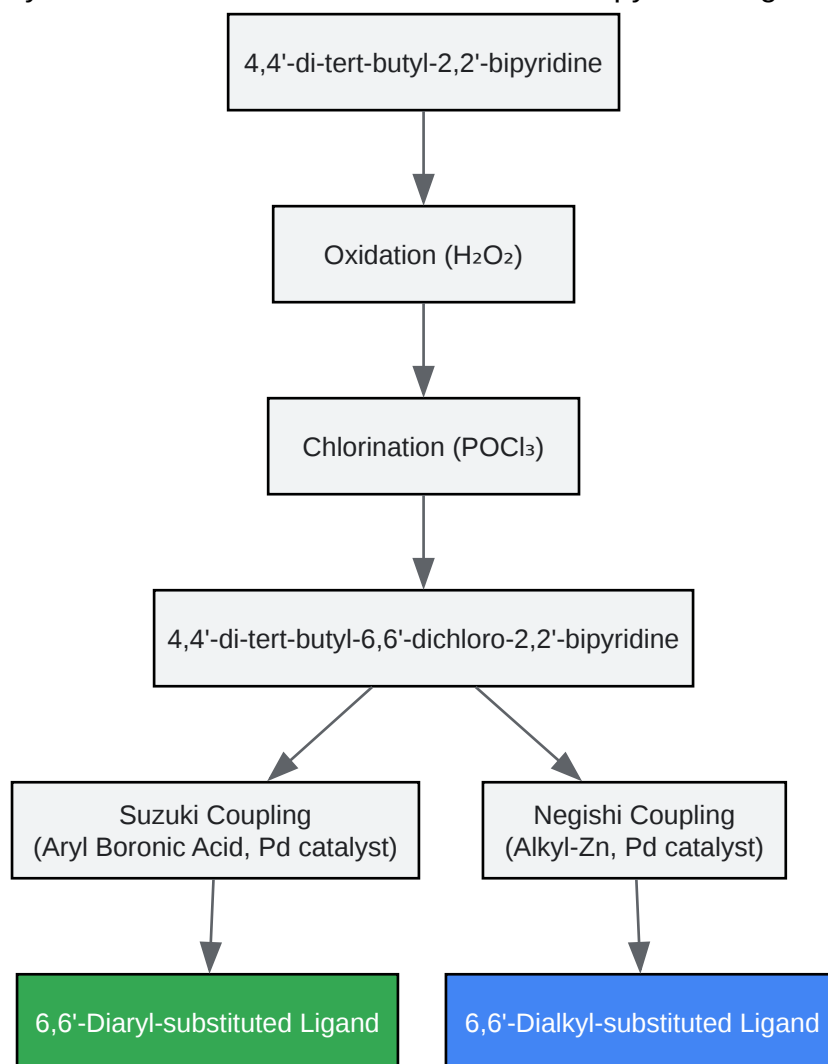 4,4'-di-tert-butyl-2,2'-bipyridine
Oxidation (H₂O₂)
Chlorination (POCl₃)
4,4'-di-tert-butyl-6,6'-dichloro-2,2'-bipyridine
Suzuki Coupling
(Aryl Boronic Acid, Pd catalyst)
Negishi Coupling
(Alkyl-Zn, Pd catalyst)
6,6'-Diaryl-substituted Ligand
6,6'-Dialkyl-substituted Ligand